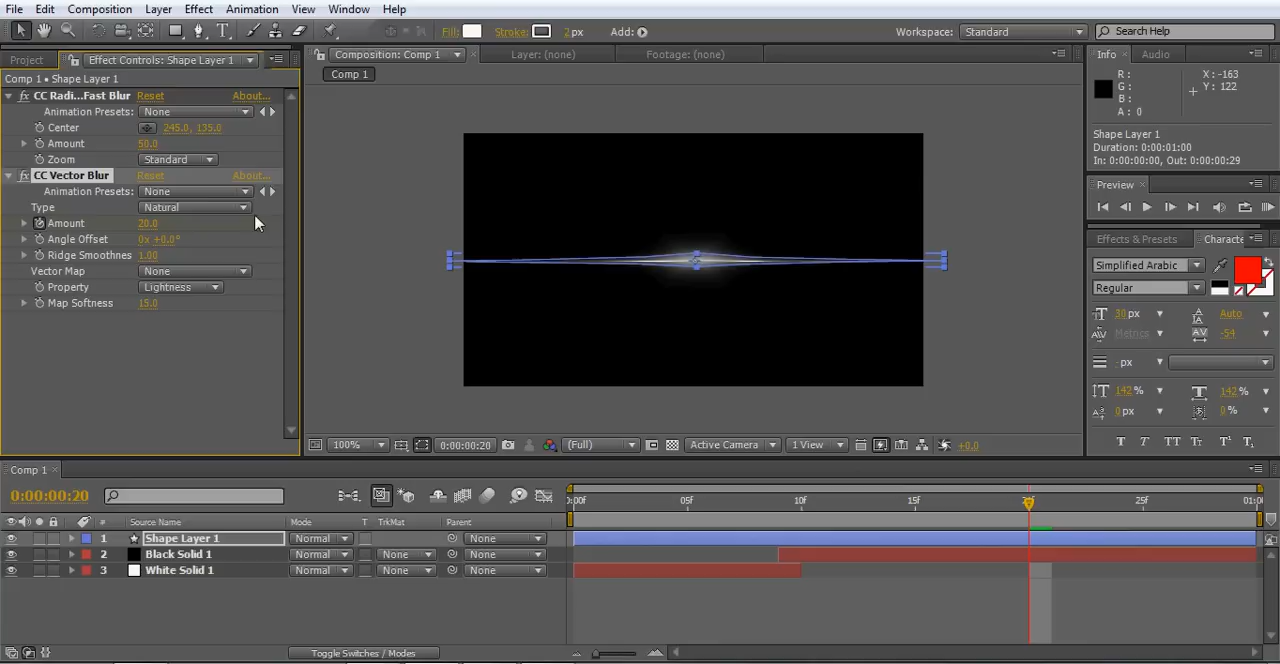 File Edit Composition Layer Effect Animation View Window Help
Fill: Stroke: 2 px Add: Workspace: Standard Search Help
Project Effect Controls: Shape Layer 1 Composition: Comp 1 Layer: (none) Footage: (none) Info Audio
Comp 1 • Shape Layer 1 Comp 1
CC Radi...Fast Blur Reset About...
Animation Presets: None
Center 245.0, 135.0
Amount 50.0
Zoom Standard
CC Vector Blur Reset About...
Animation Presets: None
Type Natural
Amount 20.0
Angle Offset 0x +0.0°
Ridge Smoothness 1.00
Vector Map None
Property Lightness
Map Softness 15.0
R : X : -163
G : Y : 122
B :
A : 0
Shape Layer 1
Duration: 0:00:01:00
In: 0:00:00:00, Out: 0:00:00:29
Preview
Effects & Presets Characte
Simplified Arabic
Regular
30 px Auto
Metrics -54
- px
142 % 142 %
0 px 0 %
T T TT Tt T¹ T₁
100% 0:00:00:20 (Full) Active Camera 1 View +0.0
Comp 1
0:00:00:20 0:00f 05f 10f 15f 25f 01:0
# Source Name Mode T TrkMat Parent
1 Shape Layer 1 Normal None
2 Black Solid 1 Normal None None
3 White Solid 1 Normal None None
Toggle Switches / Modes